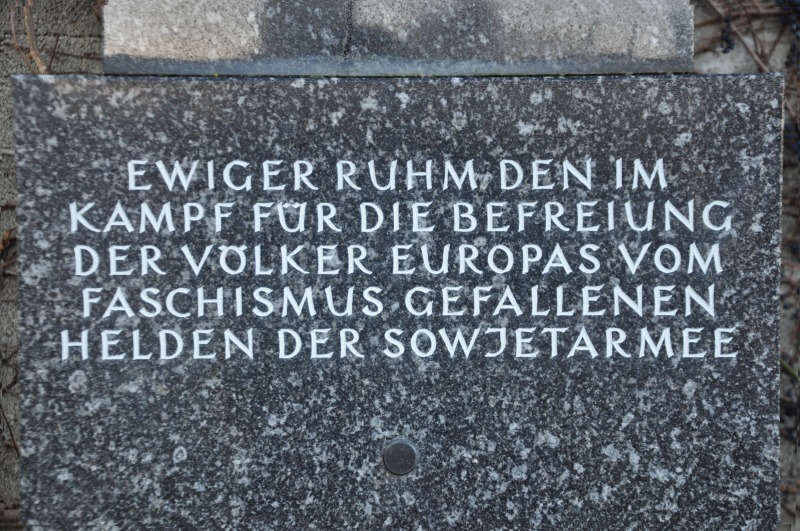 EWIGER RUHM DEN IM
KAMPF FÜR DIE BEFREIUNG
DER VÖLKER EUROPAS VOM
FASCHISMUS GEFALLENEN
HELDEN DER SOWJETARMEE